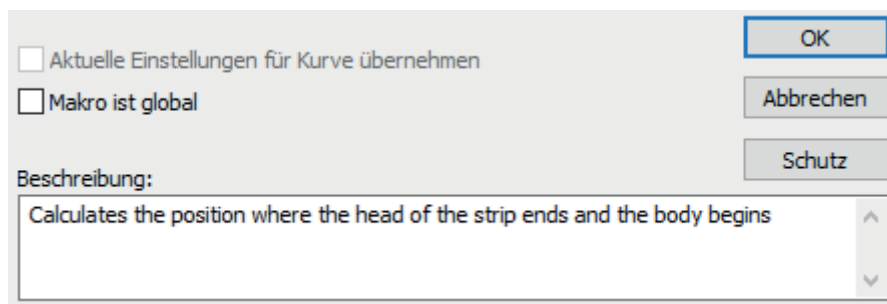 OK
Aktuelle Einstellungen für Kurve übernehmen
Makro ist global
Abbrechen
Schutz
Beschreibung:
Calculates the position where the head of the strip ends and the body begins